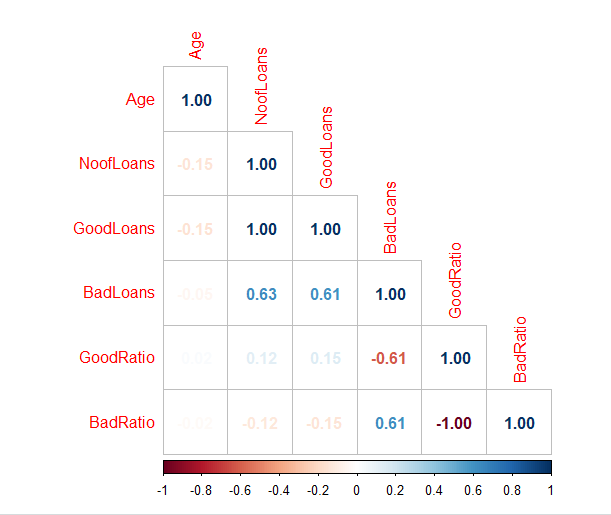 Age
NoofLoans
GoodLoans
BadLoans
GoodRatio
BadRatio
Age 1.00
NoofLoans -0.15 1.00
GoodLoans -0.15 1.00 1.00
BadLoans -0.05 0.63 0.61 1.00
GoodRatio 0.02 0.12 0.15 -0.61 1.00
BadRatio -0.02 -0.12 -0.15 0.61 -1.00 1.00
-1 -0.8 -0.6 -0.4 -0.2 0 0.2 0.4 0.6 0.8 1